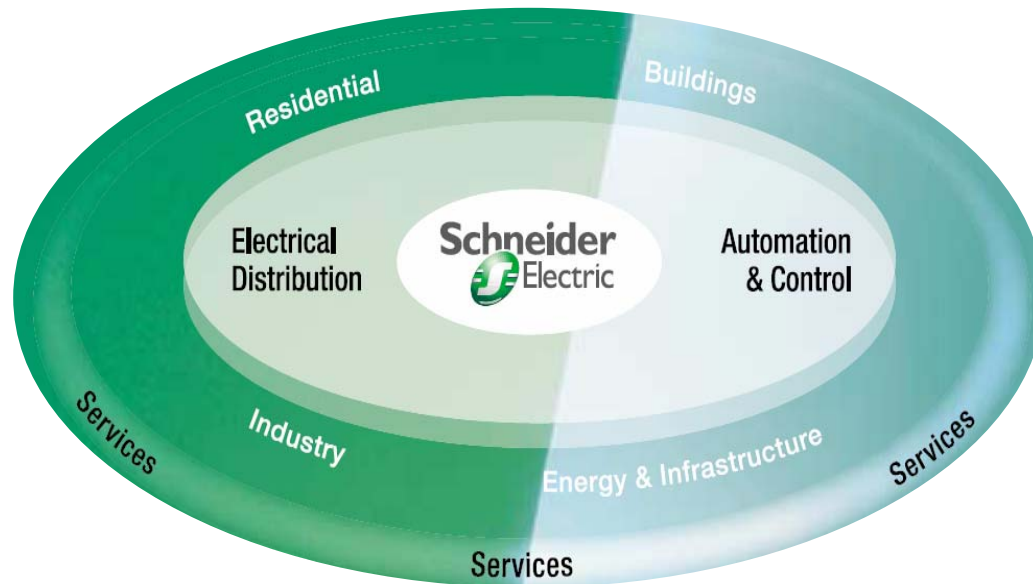 Residential
Buildings
Electrical
Distribution
Schneider
Electric
Automation
& Control
Industry
Energy & Infrastructure
Services
Services
Services